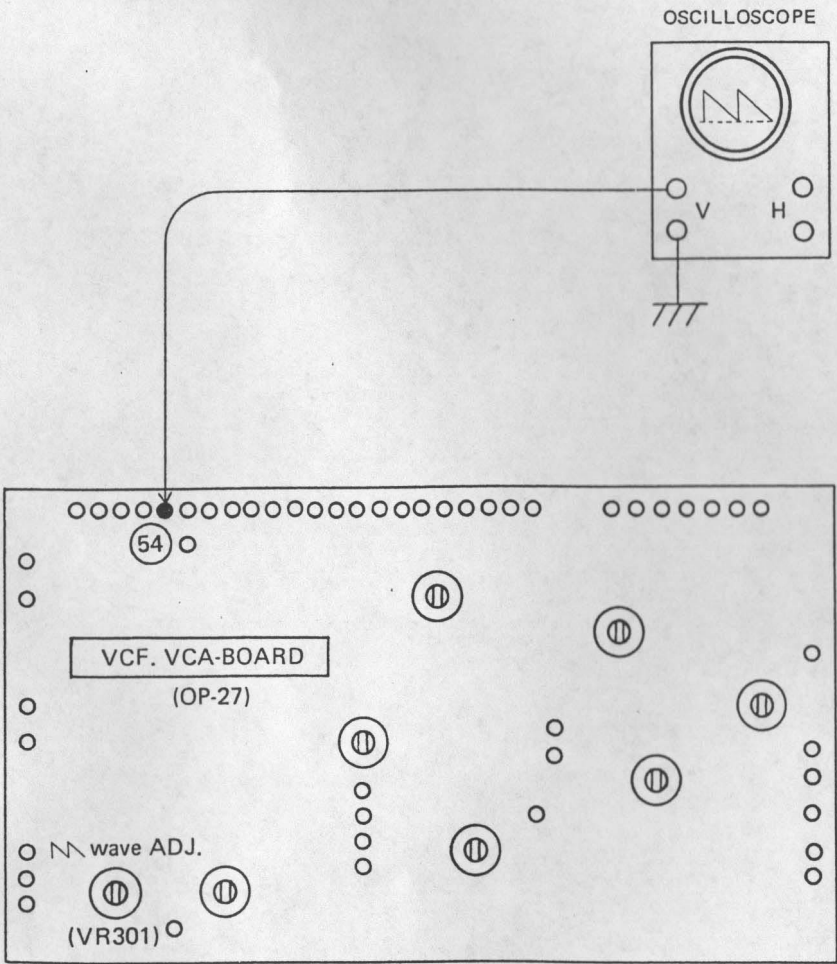 OSCILLOSCOPE
V H
54
VCF. VCA-BOARD
(OP-27)
wave ADJ.
(VR301)